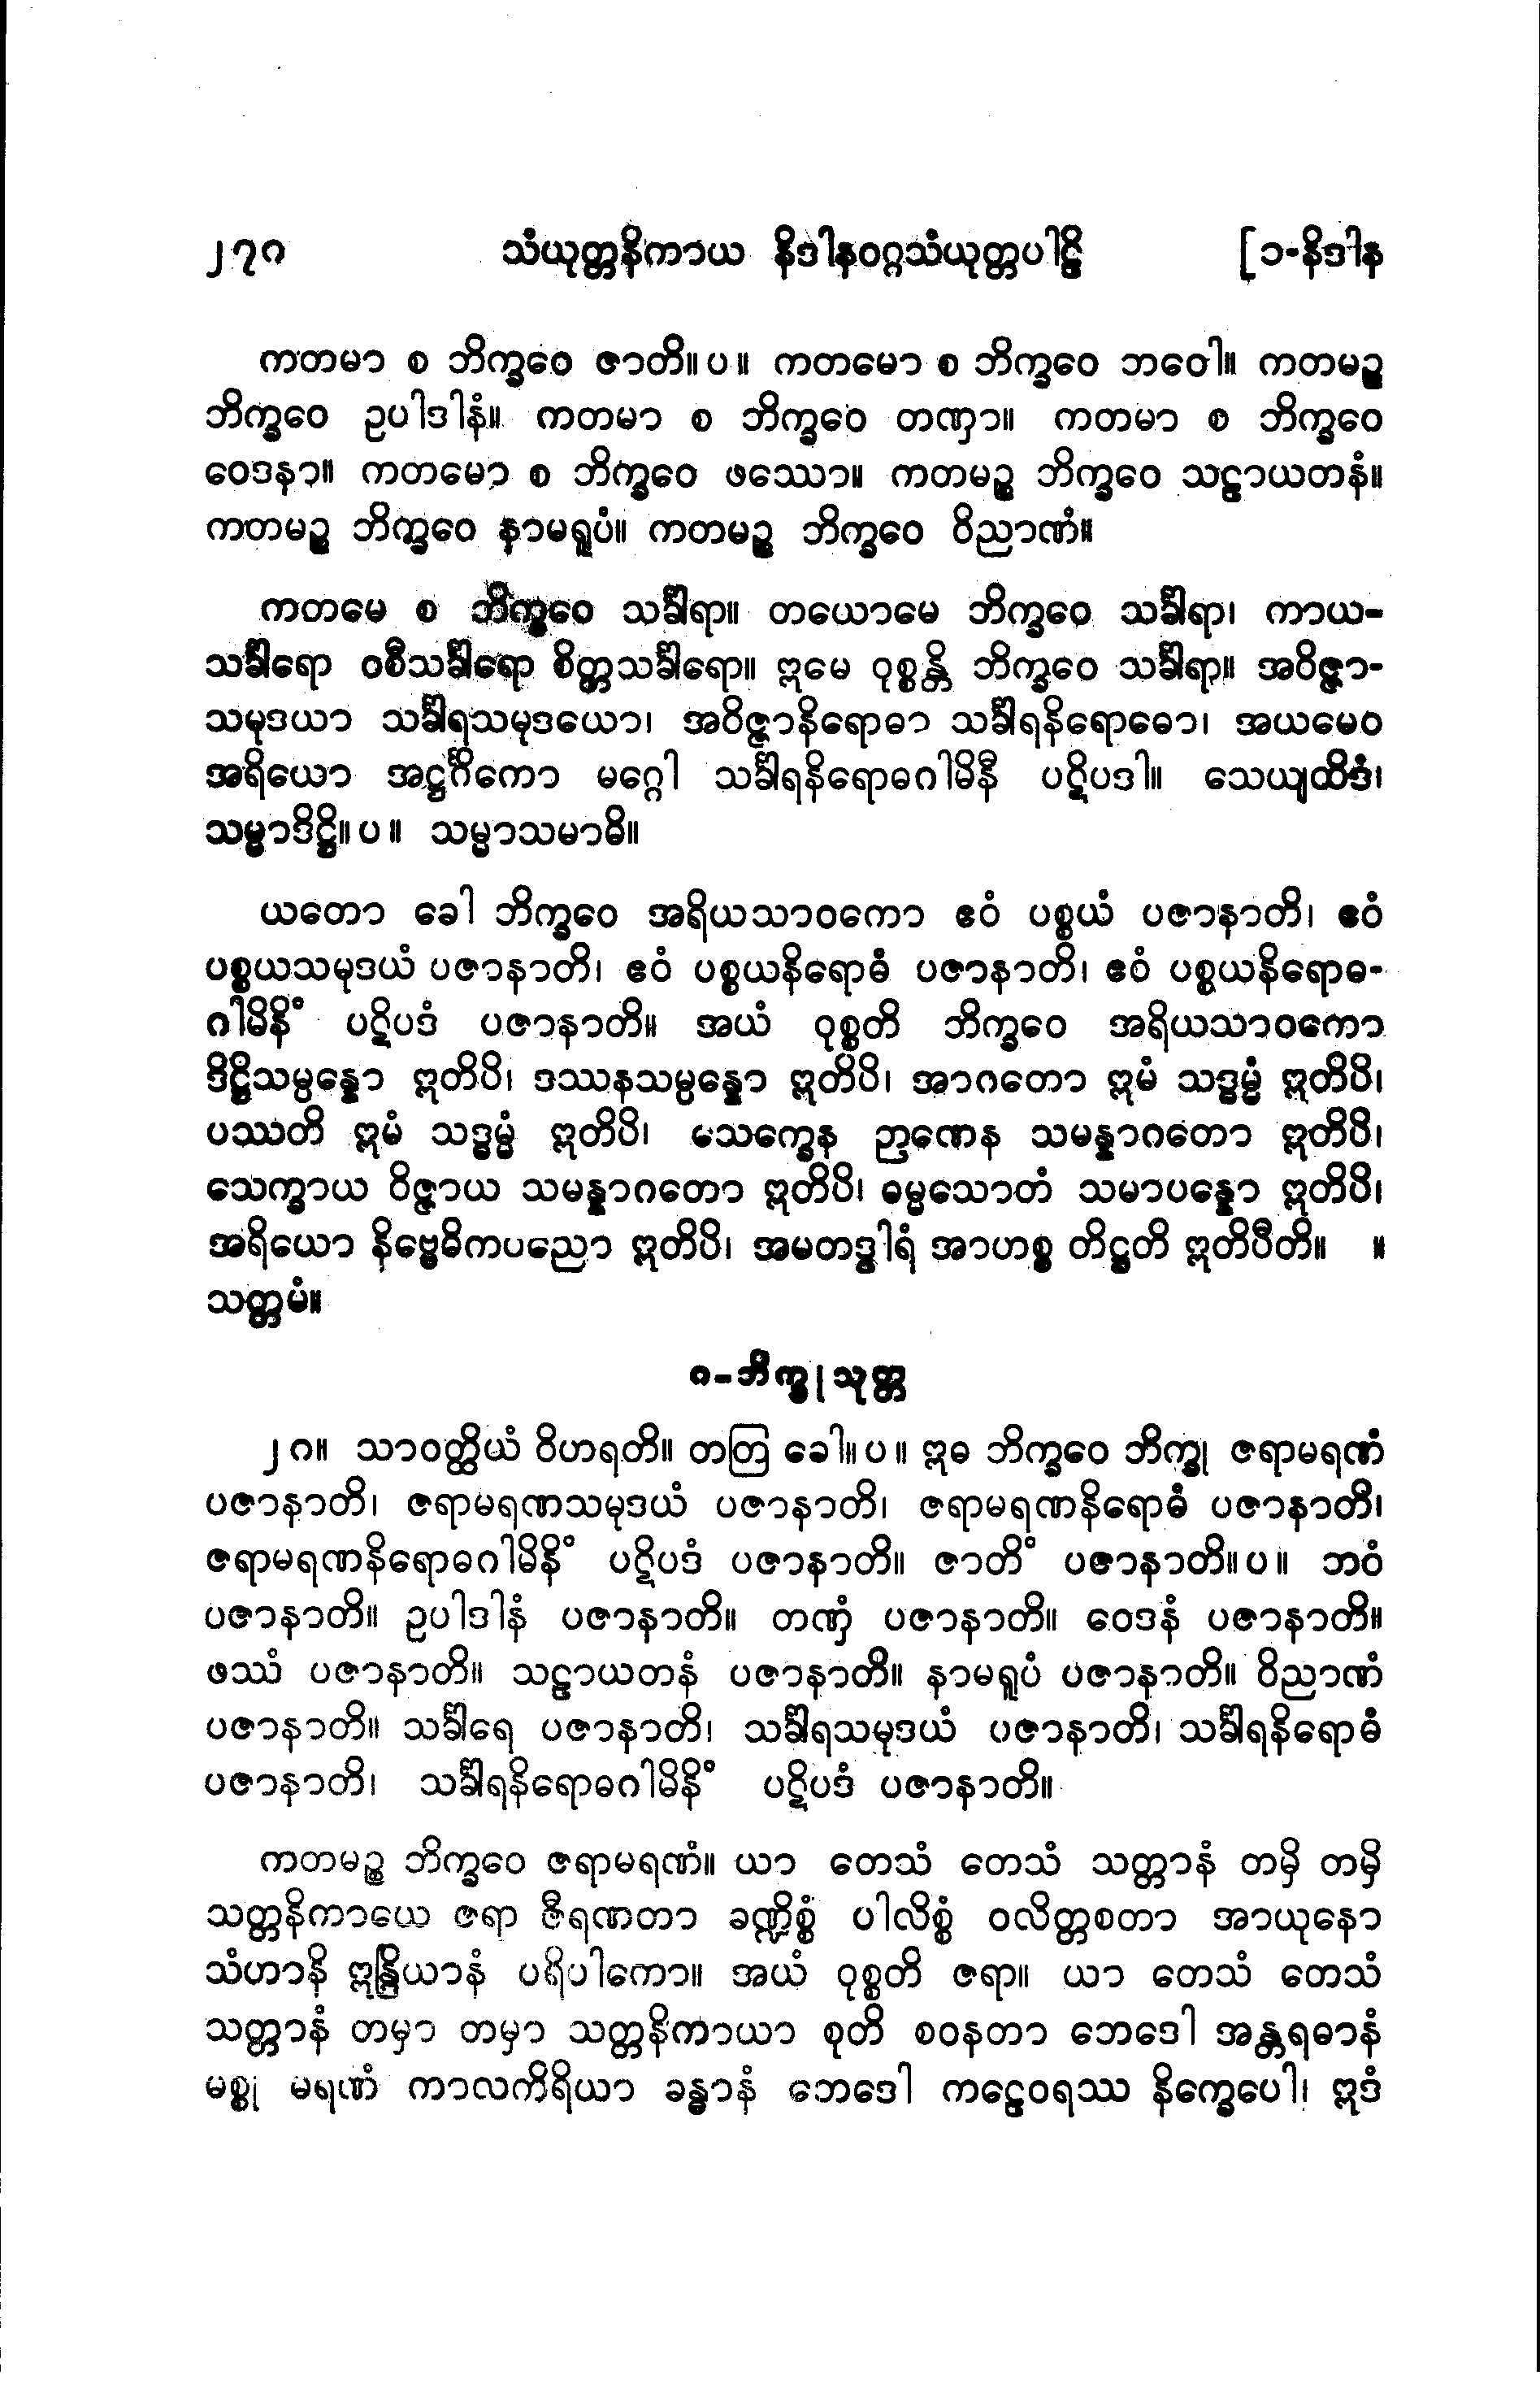 ၂၇၈ သံယုတ္တနိကာယ နိဒါနဝဂ္ဂသံယုတ္တပါဠိ [၁-နိဒါန
ကတမာ စ ဘိက္ခဝေ ဇာတိ။ပ။ ကတမော စ ဘိက္ခဝေ ဘဝေါ။ ကတမဉ္စ
ဘိက္ခဝေ ဥပါဒါနံ။ ကတမာ စ ဘိက္ခဝေ တဏှာ။ ကတမာ စ ဘိက္ခဝေ
ဝေဒနာ။ ကတမော စ ဘိက္ခဝေ ဖဿော။ ကတမဉ္စ ဘိက္ခဝေ သဠာယတနံ။
ကတမဉ္စ ဘိက္ခဝေ နာမရူပံ။ ကတမဉ္စ ဘိက္ခဝေ ဝိညာဏံ။
ကတမေ စ ဘိက္ခဝေ သင်္ခါရာ။ တယောမေ ဘိက္ခဝေ သင်္ခါရာ၊ ကာယ-
သင်္ခါရော ဝစီသင်္ခါရော စိတ္တသင်္ခါရော။ ဣမေ ဝုစ္စန္တိ ဘိက္ခဝေ သင်္ခါရာ။ အဝိဇ္ဇာ-
သမုဒယာ သင်္ခါရသမုဒယော၊ အဝိဇ္ဇာနိရောဓာ သင်္ခါရနိရောဓော၊ အယမေဝ
အရိယော အဋ္ဌင်္ဂိကော မဂ္ဂေါ သင်္ခါရနိရောဓဂါမိနီ ပဋိပဒါ။ သေယျထိဒံ၊
သမ္မာဒိဋ္ဌိ။ပ။ သမ္မာသမာဓိ။
ယတော ခေါ ဘိက္ခဝေ အရိယသာဝကော ဧဝံ ပစ္စယံ ပဇာနာတိ၊ ဧဝံ
ပစ္စယသမုဒယံ ပဇာနာတိ၊ ဧဝံ ပစ္စယနိရောဓံ ပဇာနာတိ၊ ဧဝံ ပစ္စယနိရောဓ-
ဂါမိနိံ ပဋိပဒံ ပဇာနာတိ။ အယံ ဝုစ္စတိ ဘိက္ခဝေ အရိယသာဝကော
ဒိဋ္ဌိသမ္ပန္နော ဣတိပိ၊ ဒဿနသမ္ပန္နော ဣတိပိ၊ အာဂတော ဣမံ သဒ္ဓမ္မံ ဣတိပိ၊
ပဿတိ ဣမံ သဒ္ဓမ္မံ ဣတိပိ၊ သေက္ခေန ဉာဏေန သမန္နာဂတော ဣတိပိ၊
သေက္ခာယ ဝိဇ္ဇာယ သမန္နာဂတော ဣတိပိ၊ ဓမ္မသောတံ သမာပန္နော ဣတိပိ၊
အရိယော နိဗ္ဗေဓိကပညော ဣတိပိ၊ အမတဒ္ဓါရံ အာဟစ္စ တိဋ္ဌတိ ဣတိပီတိ။ ။
သတ္တမံ။
၈-ဘိက္ခုသုတ္တ
၂၈။ သာဝတ္ထိယံ ဝိဟရတိ။ တတြ ခေါ။ပ။ ဣဓ ဘိက္ခဝေ ဘိက္ခု ဇရာမရဏံ
ပဇာနာတိ၊ ဇရာမရဏသမုဒယံ ပဇာနာတိ၊ ဇရာမရဏနိရောဓံ ပဇာနာတိ၊
ဇရာမရဏနိရောဓဂါမိနိံ ပဋိပဒံ ပဇာနာတိ။ ဇာတိံ ပဇာနာတိ။ပ။ ဘဝံ
ပဇာနာတိ။ ဥပါဒါနံ ပဇာနာတိ။ တဏှံ ပဇာနာတိ။ ဝေဒနံ ပဇာနာတိ။
ဖဿံ ပဇာနာတိ။ သဠာယတနံ ပဇာနာတိ။ နာမရူပံ ပဇာနာတိ။ ဝိညာဏံ
ပဇာနာတိ။ သင်္ခါရေ ပဇာနာတိ၊ သင်္ခါရသမုဒယံ ပဇာနာတိ၊ သင်္ခါရနိရောဓံ
ပဇာနာတိ၊ သင်္ခါရနိရောဓဂါမိနိံ ပဋိပဒံ ပဇာနာတိ။
ကတမဉ္စ ဘိက္ခဝေ ဇရာမရဏံ။ ယာ တေသံ တေသံ သတ္တာနံ တမှိ တမှိ
သတ္တနိကာယေ ဇရာ ဇီရဏတာ ခဏ္ဍိစ္စံ ပါလိစ္စံ ဝလိတ္တစတာ အာယုနော
သံဟာနိ ဣန္ဒြိယာနံ ပရိပါကော။ အယံ ဝုစ္စတိ ဇရာ။ ယာ တေသံ တေသံ
သတ္တာနံ တမှာ တမှာ သတ္တနိကာယာ စုတိ စဝနတာ ဘေဒေါ အန္တရဓာနံ
မစ္စု မရဏံ ကာလကိရိယာ ခန္ဓာနံ ဘေဒေါ ကဠေဝရဿ နိက္ခေပေါ၊ ဣဒံ